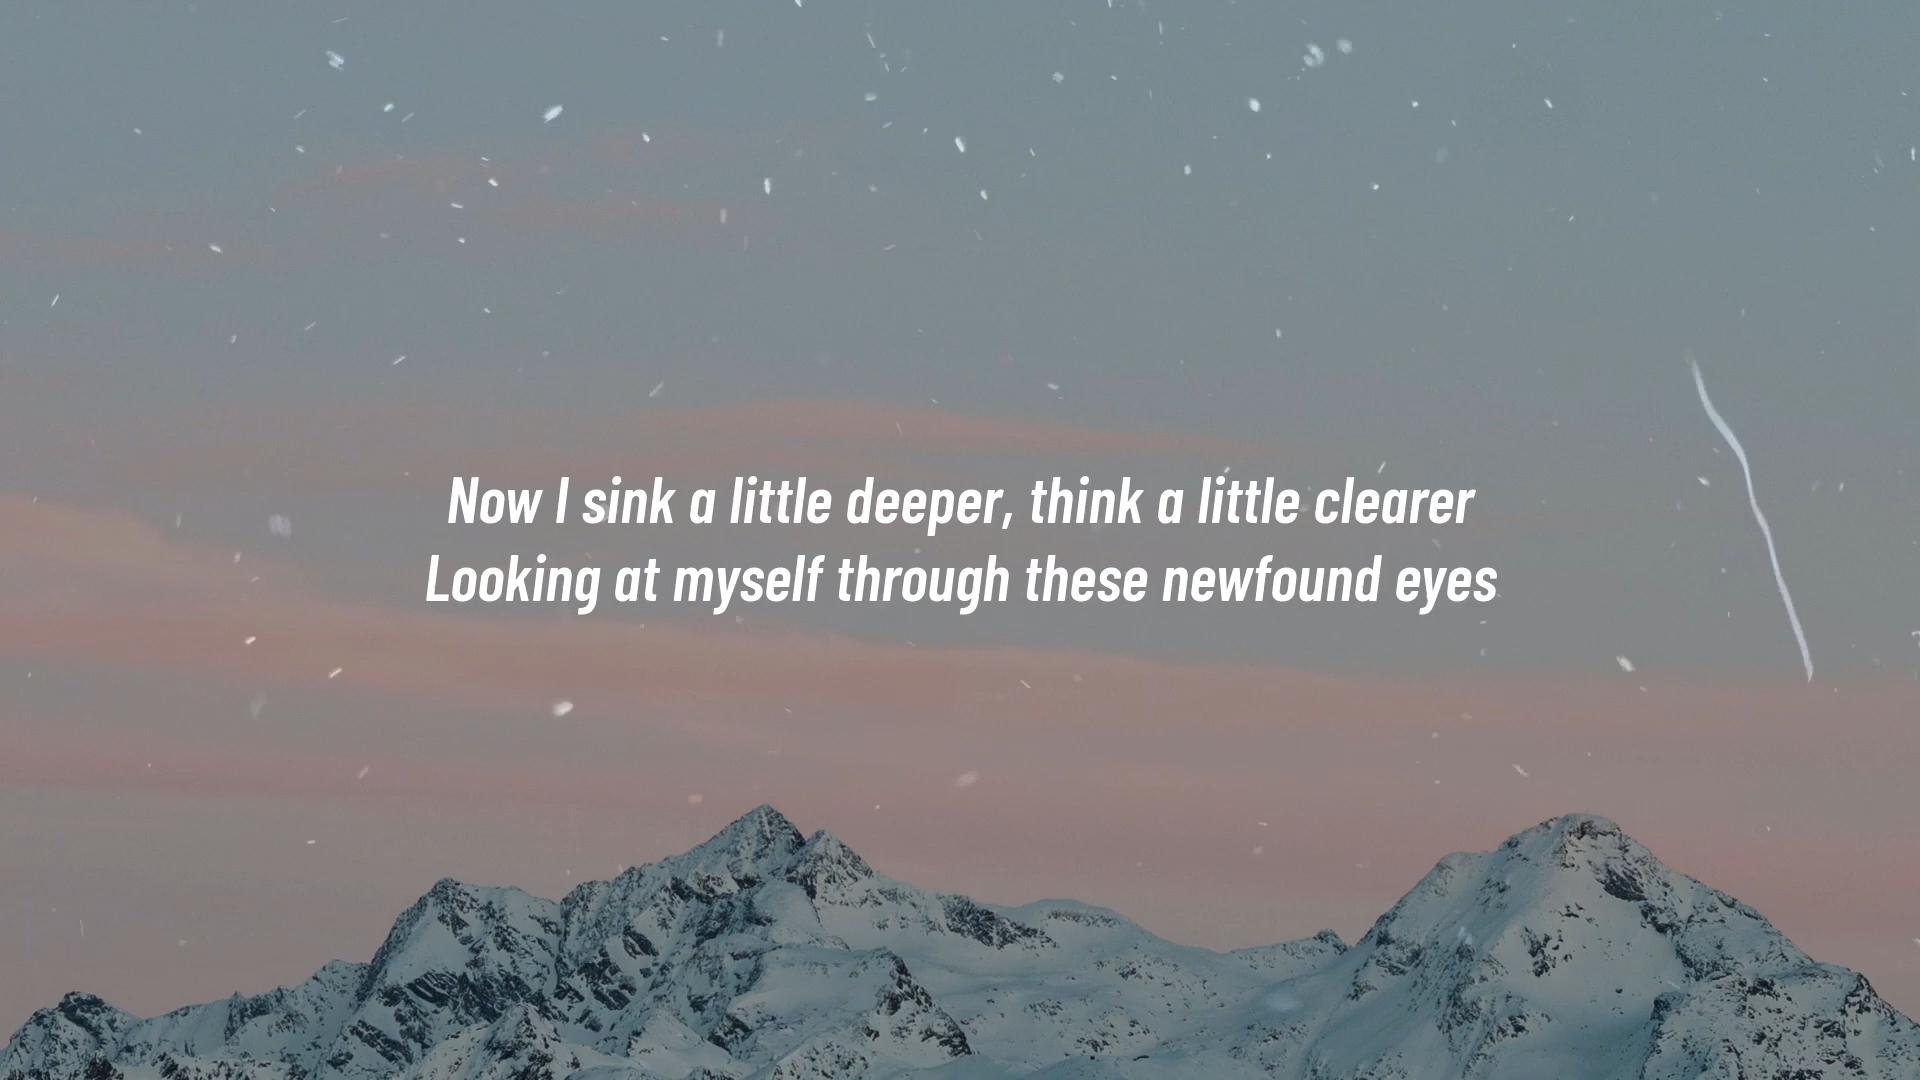 Now I sink a little deeper, think a little clearer
Looking at myself through these newfound eyes